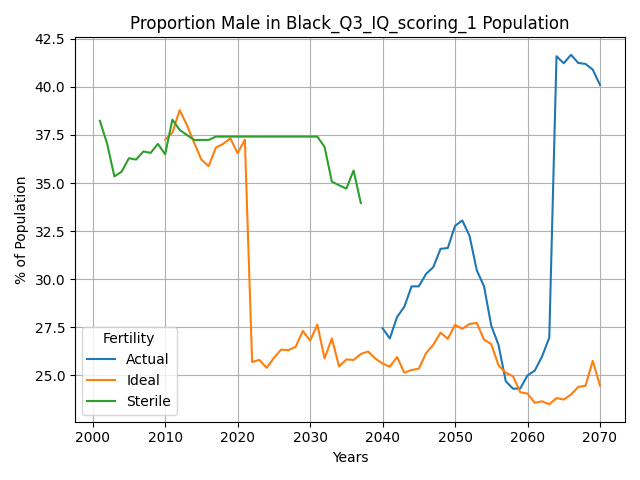 Proportion Male in Black_Q3_IQ_scoring_1 Population
% of Population
42.5
40.0
37.5
35.0
32.5
30.0
27.5
25.0
Fertility
Actual
Ideal
Sterile
2000 2010 2020 2030 2040 2050 2060 2070
Years